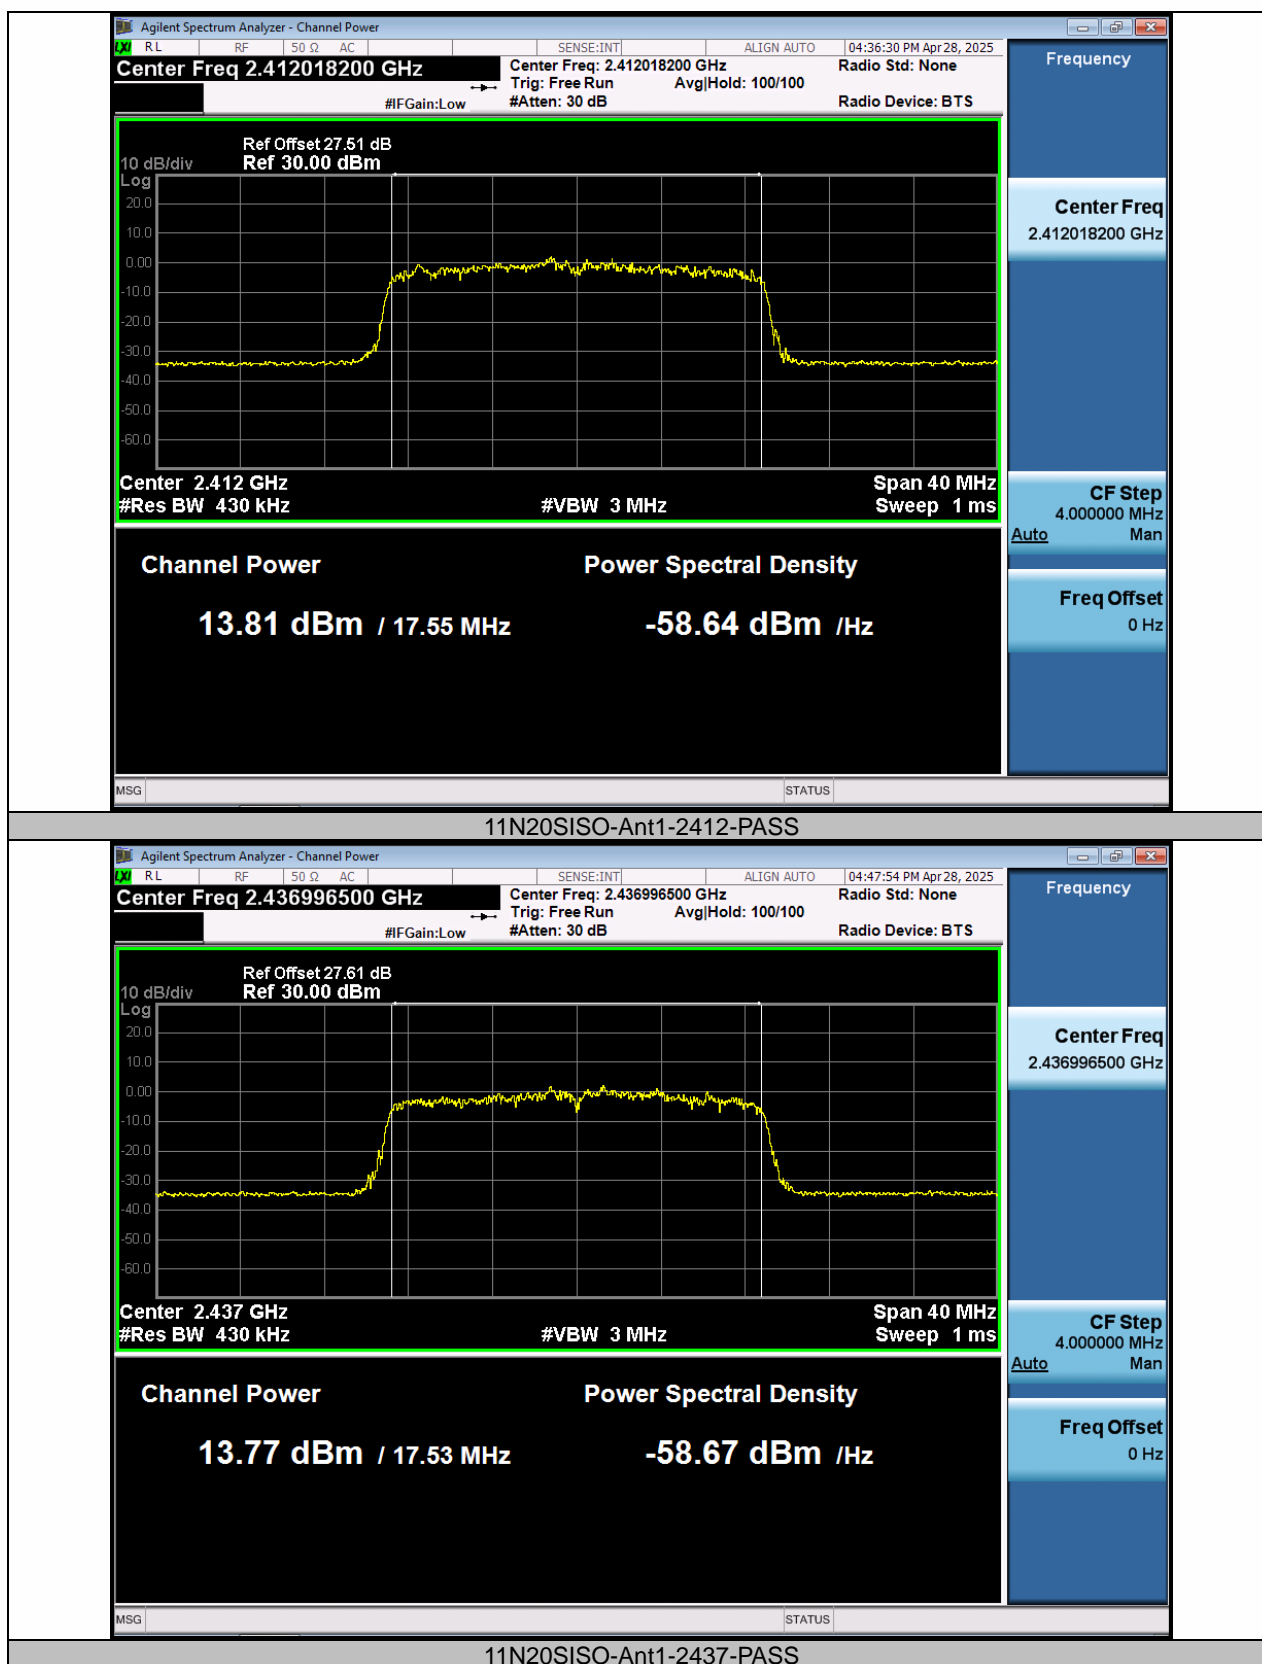 Agilent Spectrum Analyzer - Channel Power
LXI RL RF 50 Ω AC SENSE:INT ALIGN AUTO 04:36:30 PM Apr 28, 2025
Center Freq 2.412018200 GHz
Center Freq: 2.412018200 GHz Radio Std: None
Trig: Free Run Avg|Hold: 100/100
#IFGain:Low #Atten: 30 dB Radio Device: BTS
Frequency
Ref Offset 27.51 dB
10 dB/div Ref 30.00 dBm
Log
20.0
10.0
0.00
-10.0
-20.0
-30.0
-40.0
-50.0
-60.0
Center 2.412 GHz Span 40 MHz
#Res BW 430 kHz #VBW 3 MHz Sweep 1 ms
Center Freq
2.412018200 GHz
CF Step
4.000000 MHz
Auto Man
Freq Offset
0 Hz
Channel Power Power Spectral Density
13.81 dBm / 17.55 MHz -58.64 dBm /Hz
MSG STATUS
11N20SISO-Ant1-2412-PASS
Agilent Spectrum Analyzer - Channel Power
LXI RL RF 50 Ω AC SENSE:INT ALIGN AUTO 04:47:54 PM Apr 28, 2025
Center Freq 2.436996500 GHz
Center Freq: 2.436996500 GHz Radio Std: None
Trig: Free Run Avg|Hold: 100/100
#IFGain:Low #Atten: 30 dB Radio Device: BTS
Frequency
Ref Offset 27.61 dB
10 dB/div Ref 30.00 dBm
Log
20.0
10.0
0.00
-10.0
-20.0
-30.0
-40.0
-50.0
-60.0
Center 2.437 GHz Span 40 MHz
#Res BW 430 kHz #VBW 3 MHz Sweep 1 ms
Center Freq
2.436996500 GHz
CF Step
4.000000 MHz
Auto Man
Freq Offset
0 Hz
Channel Power Power Spectral Density
13.77 dBm / 17.53 MHz -58.67 dBm /Hz
MSG STATUS
11N20SISO-Ant1-2437-PASS